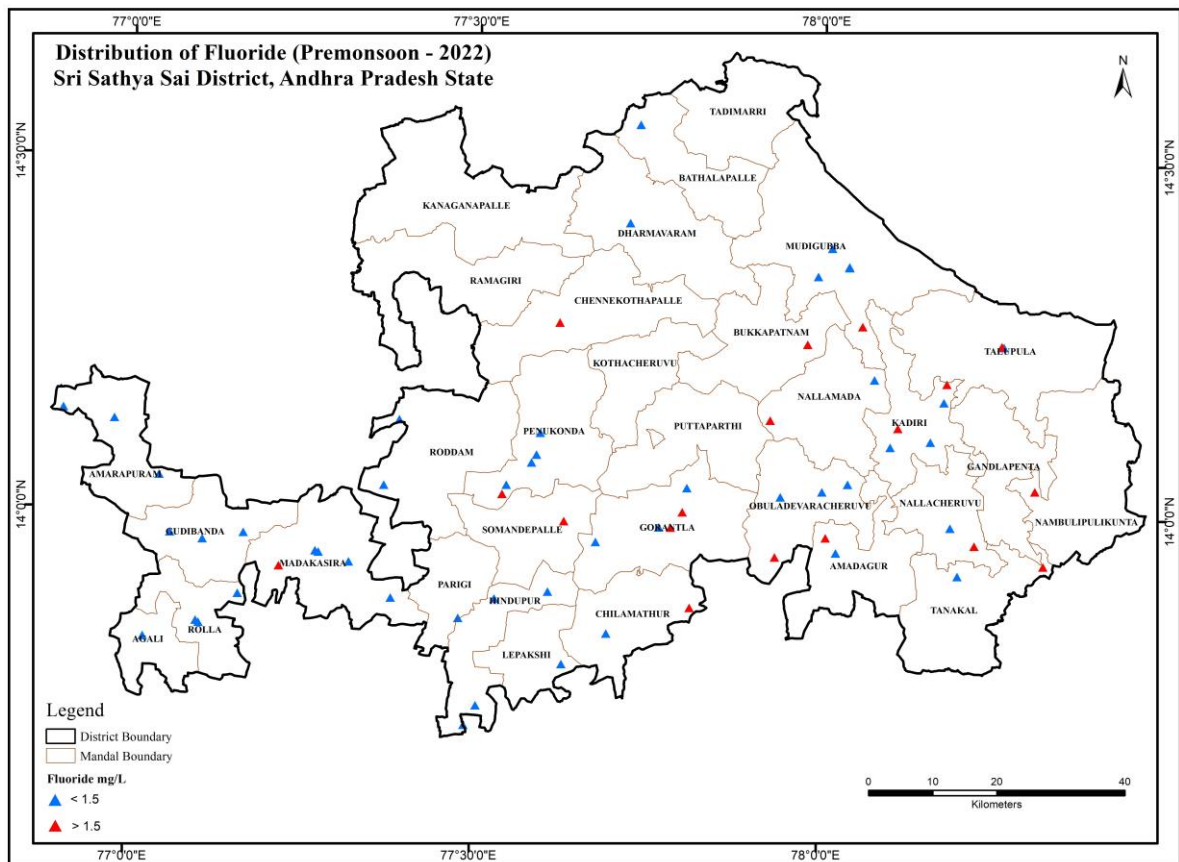 77°0'0"E
77°30'0"E
78°0'0"E
Distribution of Fluoride (Premonsoon - 2022)
Sri Sathya Sai District, Andhra Pradesh State
N
TADIMARRI
14°30'0"N
14°30'0"N
BATHALAPALLE
KANAGANAPALLE
DHARMAVARAM
MUDIGUBBA
RAMAGIRI
CHENNEKOTHAPALLE
BUKKAPATNAM
TALUPULA
KOTHACHERUVU
NALLAMADA
KADIRI
PUTTAPARTHI
PENUKONDA
RODDAM
GANDLAPENTA
AMARAPURAM
14°0'0"N
14°0'0"N
OBULADEVARACHERUVU
NALLACHERUVU
NAMBULIPULIKUNTA
GUDIBANDA
SOMANDEPALLE
GORANTLA
MADAKASIRA
AMADAGUR
PARIGI
HINDUPUR
TANAKAL
CHILAMATHUR
ROLLA
AGALI
LEPAKSHI
Legend
District Boundary
Mandal Boundary
Fluoride mg/L
< 1.5
> 1.5
0 10 20 40
Kilometers
77°0'0"E
77°30'0"E
78°0'0"E